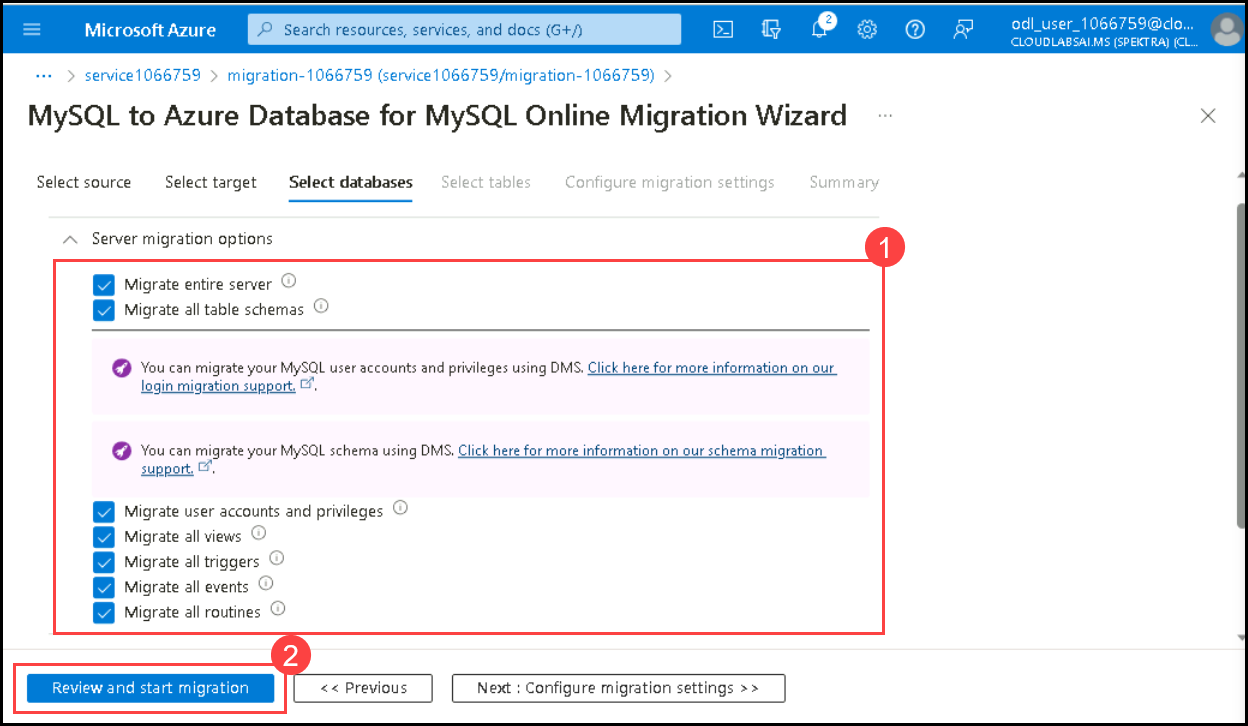 Microsoft Azure
Search resources, services, and docs (G+/)
2
odl_user_1066759@clo...
CLOUDLABSAI.MS (SPEKTRA) (CL...
... > service1066759 > migration-1066759 (service1066759/migration-1066759) >
MySQL to Azure Database for MySQL Online Migration Wizard ...
Select source Select target Select databases Select tables Configure migration settings Summary
Server migration options
1
Migrate entire server
Migrate all table schemas
You can migrate your MySQL user accounts and privileges using DMS. Click here for more information on our
login migration support. .
You can migrate your MySQL schema using DMS. Click here for more information on our schema migration
support. .
Migrate user accounts and privileges
Migrate all views
Migrate all triggers
Migrate all events
Migrate all routines
2
Review and start migration << Previous Next : Configure migration settings >>